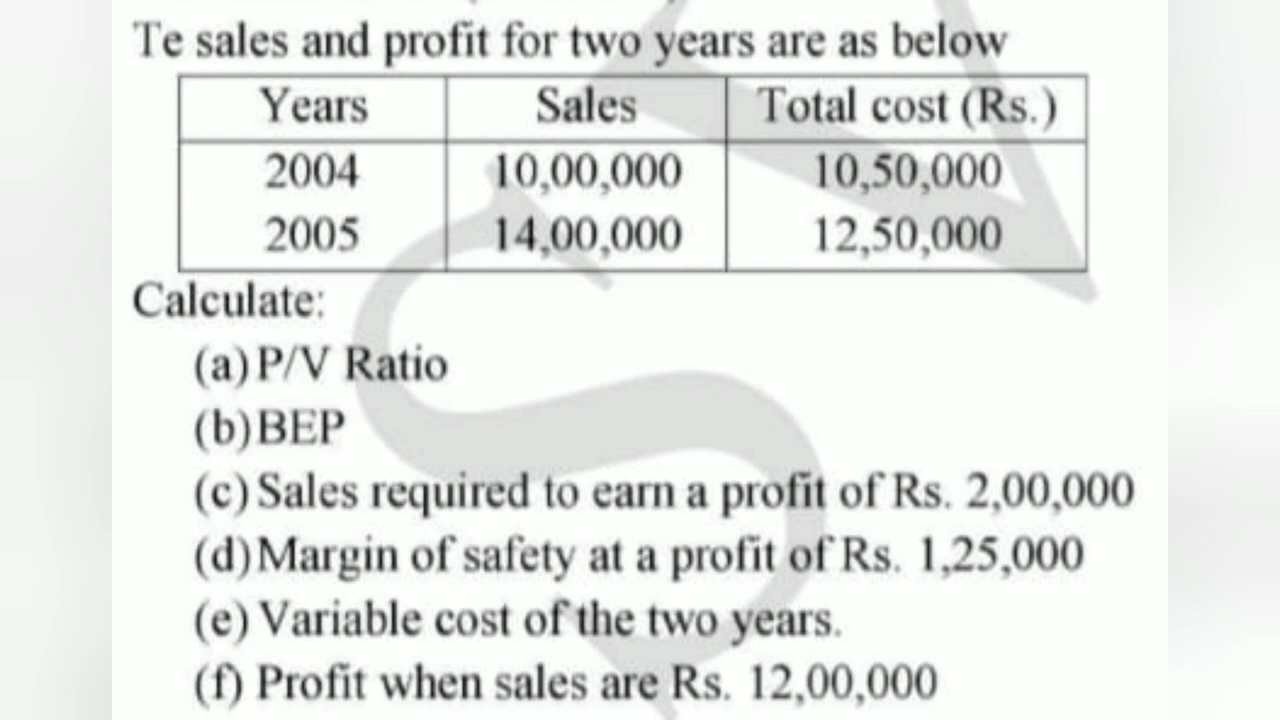 Te sales and profit for two years are as below
Years Sales Total cost (Rs.)
2004 10,00,000 10,50,000
2005 14,00,000 12,50,000
Calculate:
(a) P/V Ratio
(b) BEP
(c) Sales required to earn a profit of Rs. 2,00,000
(d) Margin of safety at a profit of Rs. 1,25,000
(e) Variable cost of the two years.
(f) Profit when sales are Rs. 12,00,000